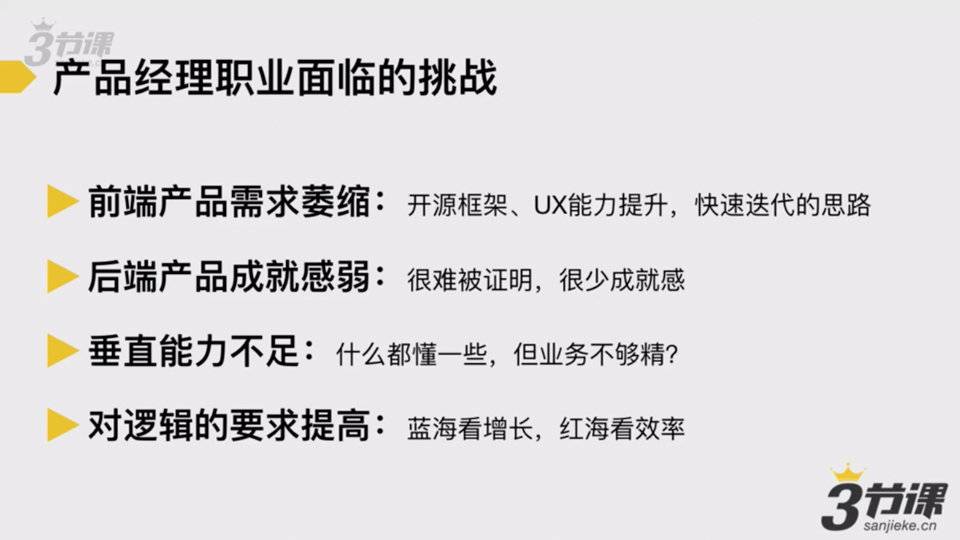 3节课
产品经理职业面临的挑战
前端产品需求萎缩：开源框架、UX能力提升，快速迭代的思路
后端产品成就感弱：很难被证明，很少成就感
垂直能力不足：什么都懂一些，但业务不够精？
对逻辑的要求提高：蓝海看增长，红海看效率
3节课
sanjieke.cn